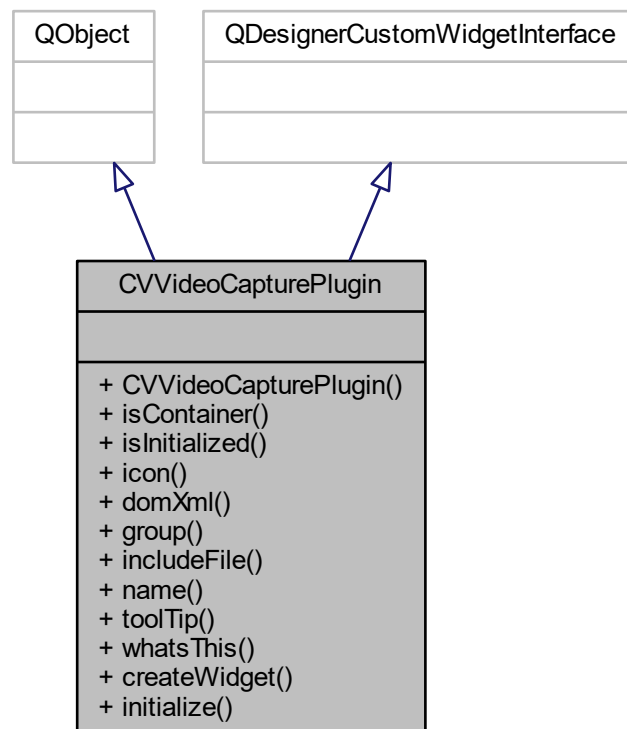 QObject
QDesignerCustomWidgetInterface
CVVideoCapturePlugin
+ CVVideoCapturePlugin()
+ isContainer()
+ isInitialized()
+ icon()
+ domXml()
+ group()
+ includeFile()
+ name()
+ toolTip()
+ whatsThis()
+ createWidget()
+ initialize()